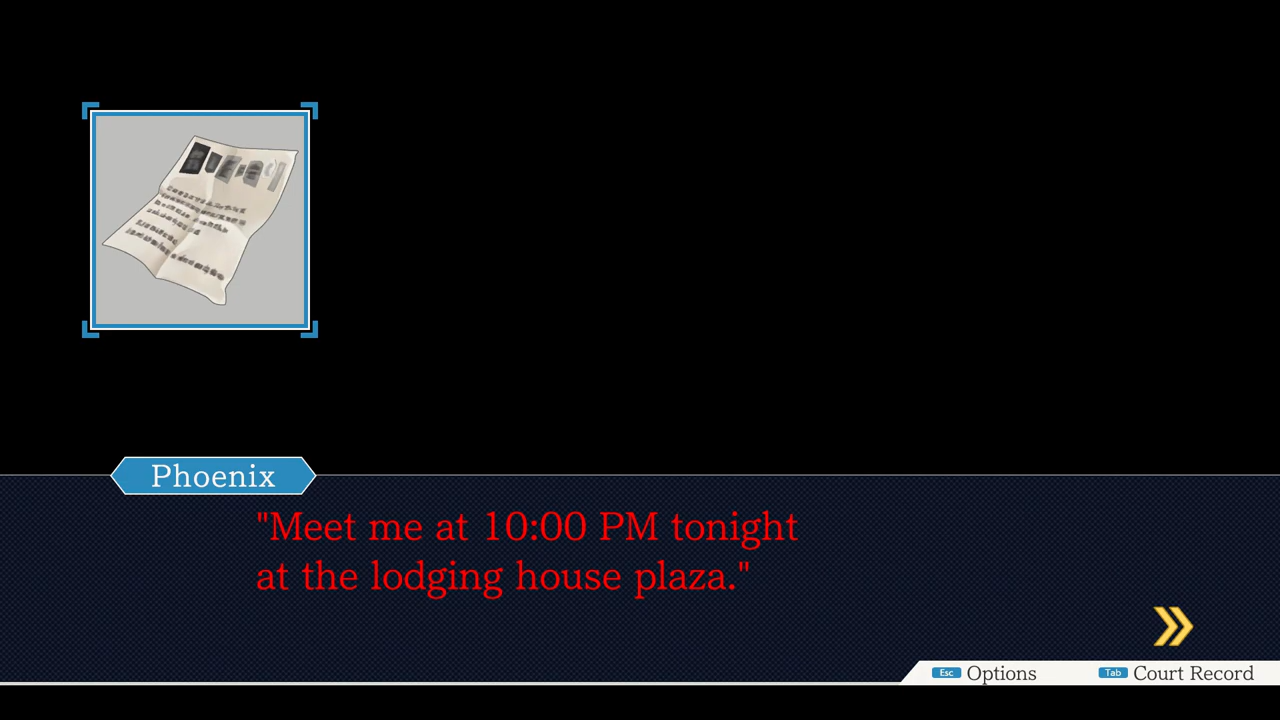 Phoenix
"Meet me at 10:00 PM tonight
at the lodging house plaza."
Esc Options Tab Court Record